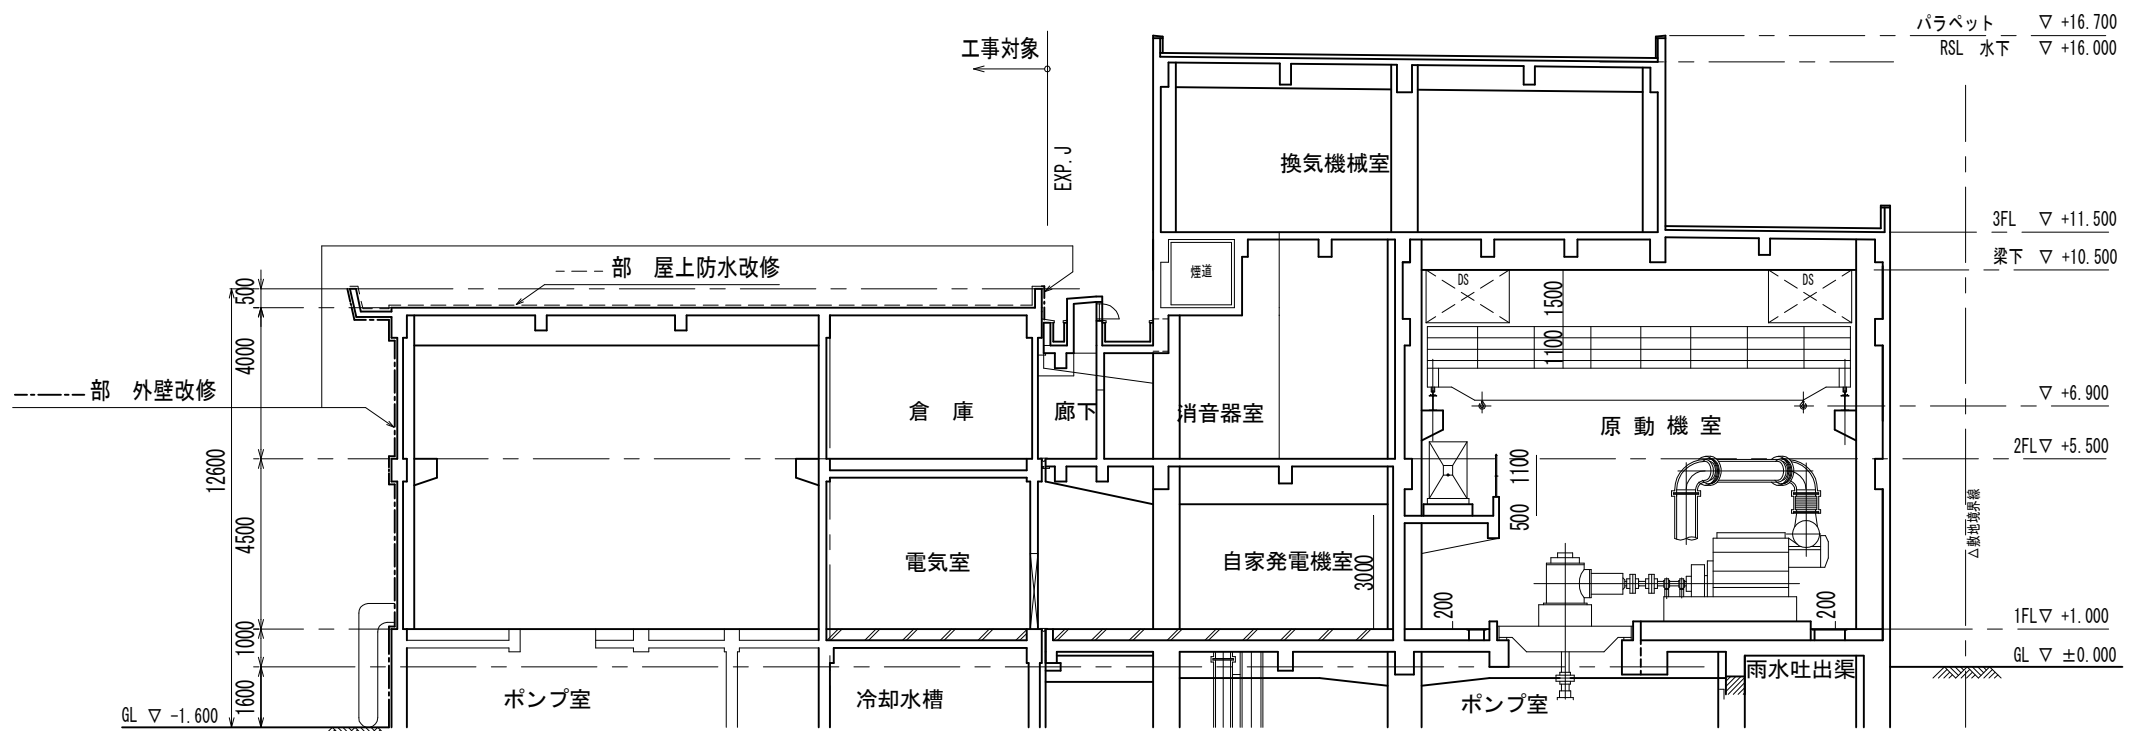 パラペット ▽ +16.700
RSL 水下 ▽ +16.000
工事対象
EXP.J
換気機械室
3FL ▽ +11.500
梁下 ▽ +10.500
部 屋上防水改修
煙道
DS
DS
500
1500
4000
1100
部 外壁改修
▽ +6.900
倉 庫
廊下
消音器室
原 動 機 室
2FL▽ +5.500
12600
1100
500
4500
△敷地境界線
電気室
自家発電機室
3000
200
200
1FL▽ +1.000
1000
GL ▽ ±0.000
雨水吐出渠
1600
ポンプ室
冷却水槽
ポンプ室
GL ▽ -1.600